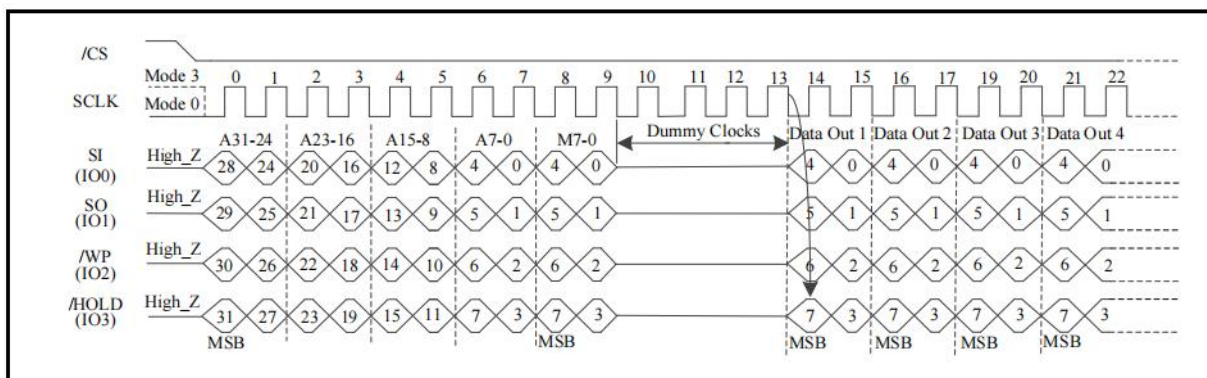 /CS
Mode 3 0 1 2 3 4 5 6 7 8 9 10 11 12 13 14 15 16 17 19 20 21 22
SCLK Mode 0
A31-24 A23-16 A15-8 A7-0 M7-0 Dummy Clocks Data Out 1 Data Out 2 Data Out 3 Data Out 4
SI High_Z 28 24 20 16 12 8 4 0 4 0 4 0 4 0 4 0 4 0
(IO0)
SO High_Z 29 25 21 17 13 9 5 1 5 1 5 1 5 1 5 1 5 1
(IO1)
/WP High_Z 30 26 22 18 14 10 6 2 6 2 6 2 6 2 6 2 6 2
(IO2)
/HOLD High_Z 31 27 23 19 15 11 7 3 7 3 7 3 7 3 7 3 7 3
(IO3)
MSB MSB MSB MSB MSB MSB